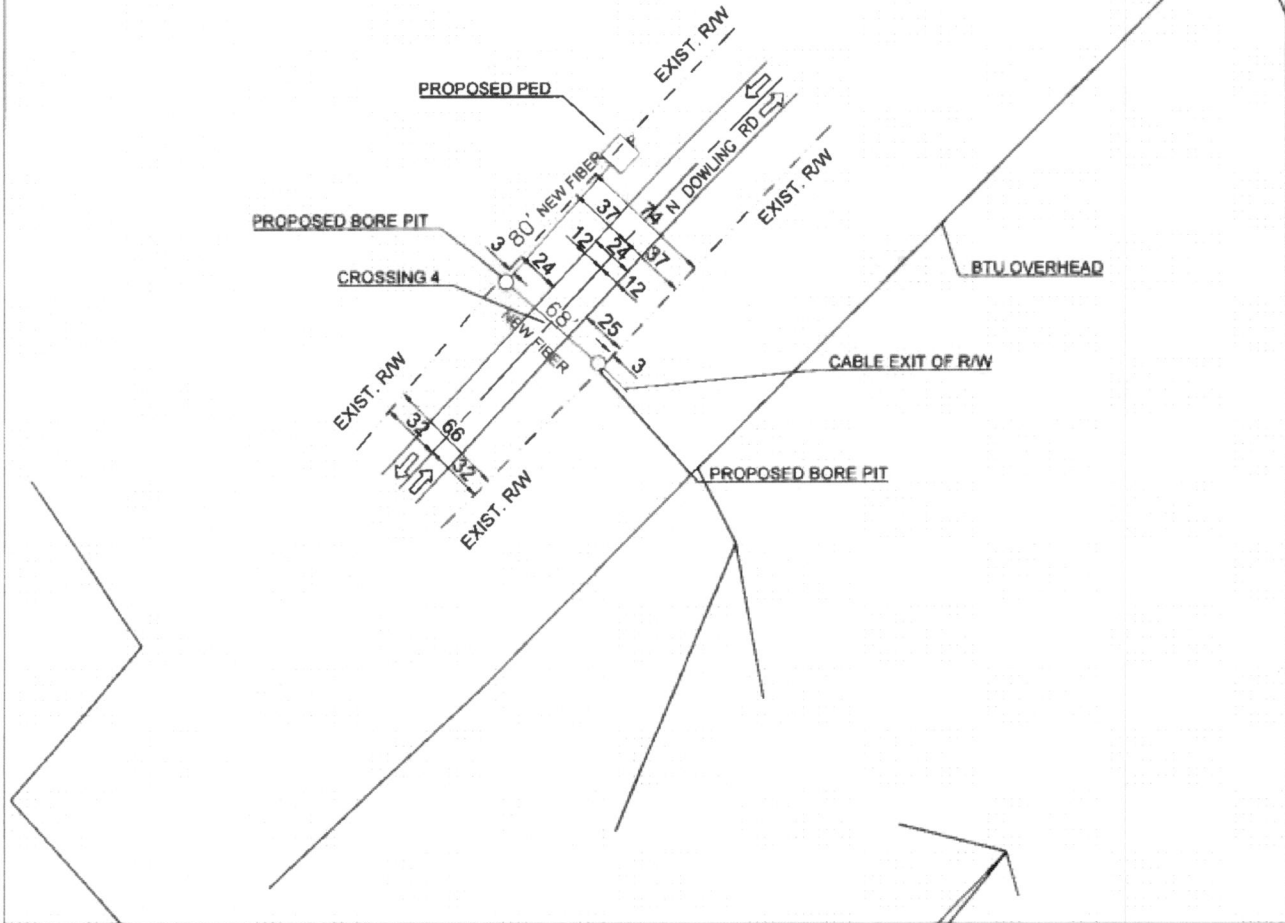 EXIST. R/W
PROPOSED PED
N DOWLING RD
NEW FIBER
80'
74
37
EXIST. R/W
PROPOSED BORE PIT
3
24
12
24
37
12
BTU OVERHEAD
CROSSING 4
68'
NEW FIBER
25
3
CABLE EXIT OF R/W
EXIST. R/W
32
66
32
PROPOSED BORE PIT
EXIST. R/W